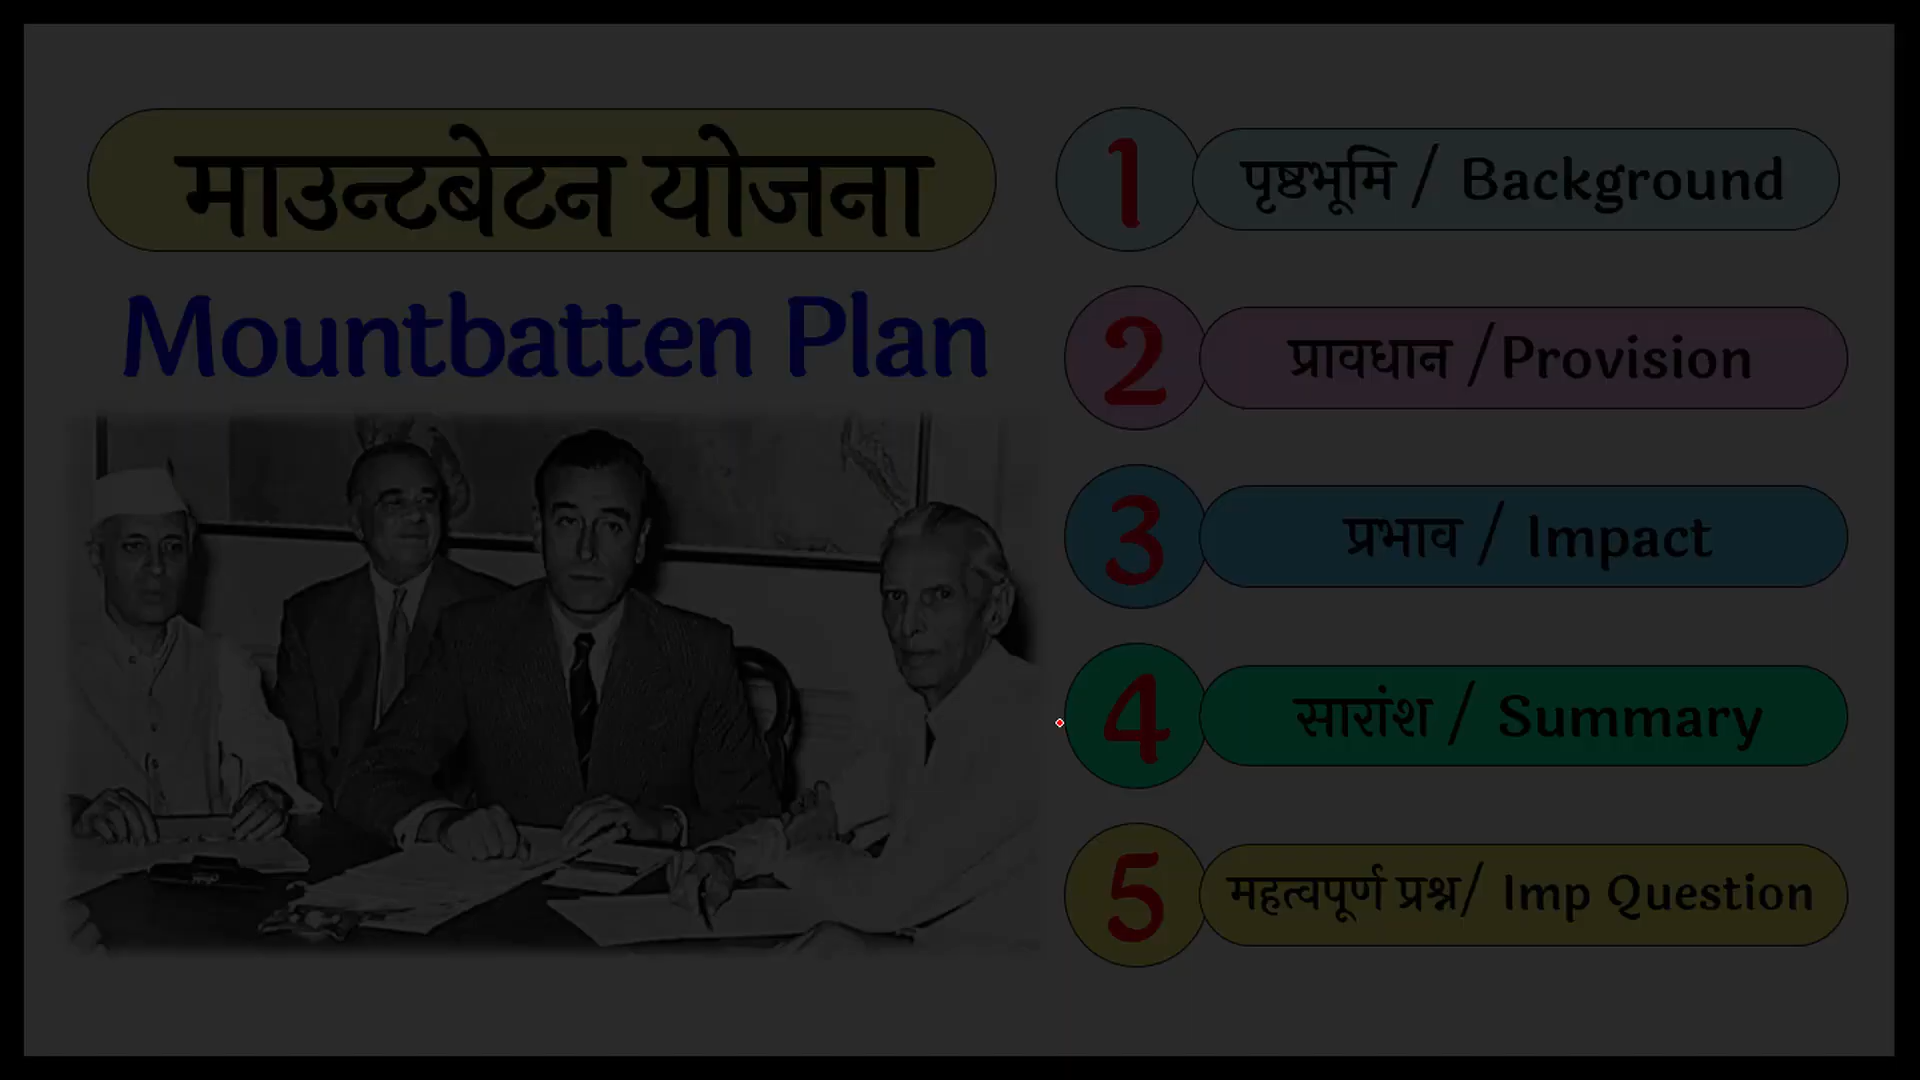 माउन्टबेटन योजना
Mountbatten Plan
1 पृष्ठभूमि / Background
2 प्रावधान /Provision
3 प्रभाव / Impact
4 सारांश / Summary
5 महत्वपूर्ण प्रश्न/ Imp Question